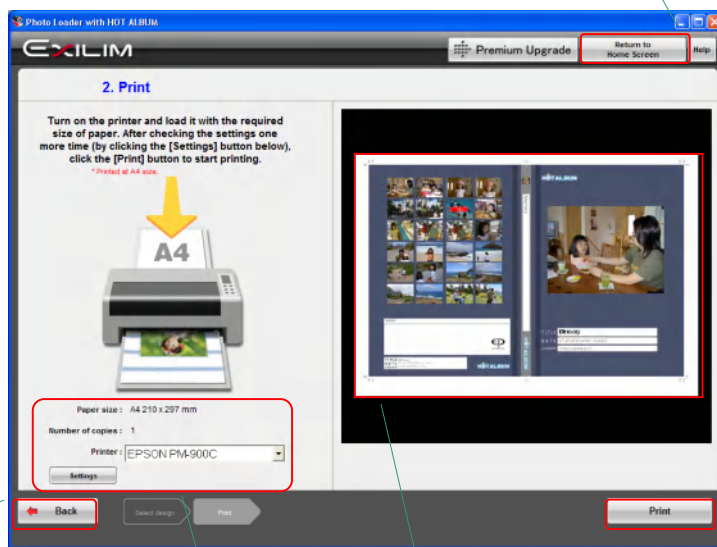 Photo Loader with HOT ALBUM
EXILIM
Premium Upgrade
Return to
Home Screen
Help
2. Print
Turn on the printer and load it with the required
size of paper. After checking the settings one
more time (by clicking the [Settings] button below),
click the [Print] button to start printing.
* Printed at A4 size.
A4
Paper size : A4 210 x 297 mm
Number of copies : 1
Printer : EPSON PM-900C
Settings
HOT ALBUM
TITLE Memory
DATE
HOT ALBUM
Back
Select design
Print
Print